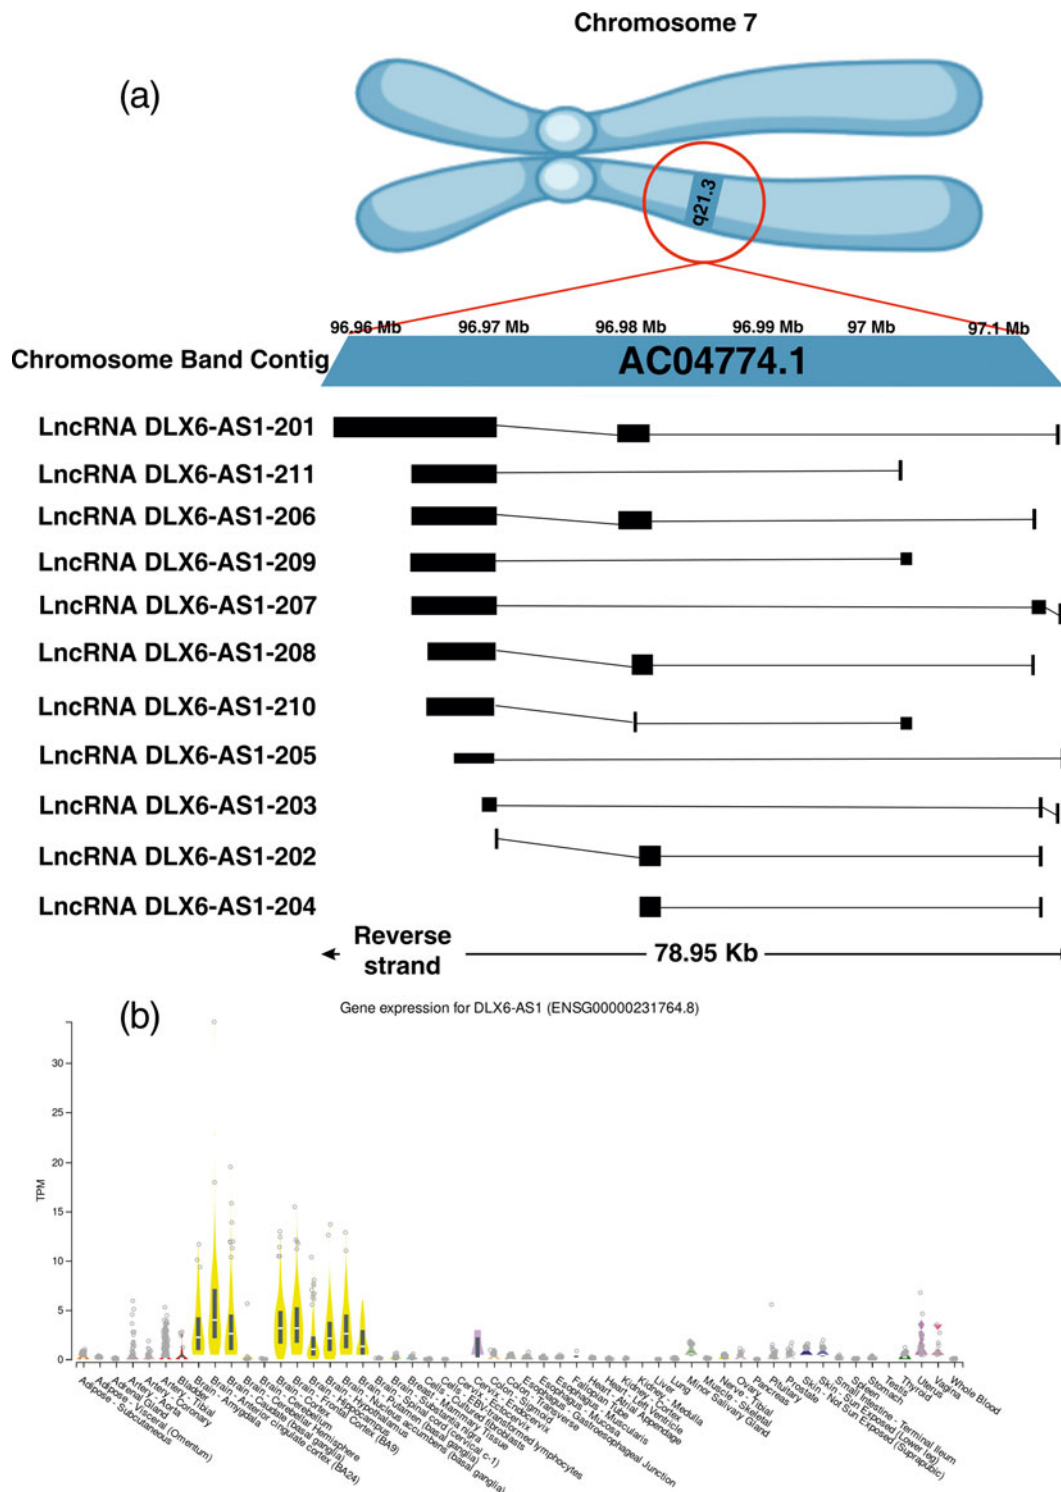 Chromosome 7
(a)
q21.3
96.96 Mb 96.97 Mb 96.98 Mb 96.99 Mb 97 Mb 97.1 Mb
Chromosome Band Contig AC04774.1
LncRNA DLX6-AS1-201
LncRNA DLX6-AS1-211
LncRNA DLX6-AS1-206
LncRNA DLX6-AS1-209
LncRNA DLX6-AS1-207
LncRNA DLX6-AS1-208
LncRNA DLX6-AS1-210
LncRNA DLX6-AS1-205
LncRNA DLX6-AS1-203
LncRNA DLX6-AS1-202
LncRNA DLX6-AS1-204
Reverse
strand
78.95 Kb
(b)
Gene expression for DLX6-AS1 (ENSG00000231764.8)
TPM
30
25
20
15
10
5
0
Adipose - Subcutaneous
Adipose - Visceral (Omentum)
Adrenal Gland
Artery - Aorta
Artery - Coronary
Artery - Tibial
Bladder
Brain - Amygdala
Brain - Anterior cingulate cortex (BA24)
Brain - Caudate (basal ganglia)
Brain - Cerebellar Hemisphere
Brain - Cerebellum
Brain - Cortex
Brain - Frontal Cortex (BA9)
Brain - Hippocampus
Brain - Hypothalamus
Brain - Nucleus accumbens (basal ganglia)
Brain - Putamen (basal ganglia)
Brain - Spinal cord (cervical c-1)
Brain - Substantia nigra
Breast - Mammary Tissue
Cells - Cultured fibroblasts
Cells - EBV-transformed lymphocytes
Cervix - Ectocervix
Cervix - Endocervix
Colon - Sigmoid
Colon - Transverse
Esophagus - Gastroesophageal Junction
Esophagus - Mucosa
Esophagus - Muscularis
Fallopian Tube
Heart - Atrial Appendage
Heart - Left Ventricle
Kidney - Cortex
Kidney - Medulla
Liver
Lung
Minor Salivary Gland
Muscle - Skeletal
Nerve - Tibial
Ovary
Pancreas
Pituitary
Prostate
Skin - Not Sun Exposed (Suprapubic)
Skin - Sun Exposed (Lower leg)
Small Intestine - Terminal Ileum
Spleen
Stomach
Testis
Thyroid
Uterus
Vagina
Whole Blood